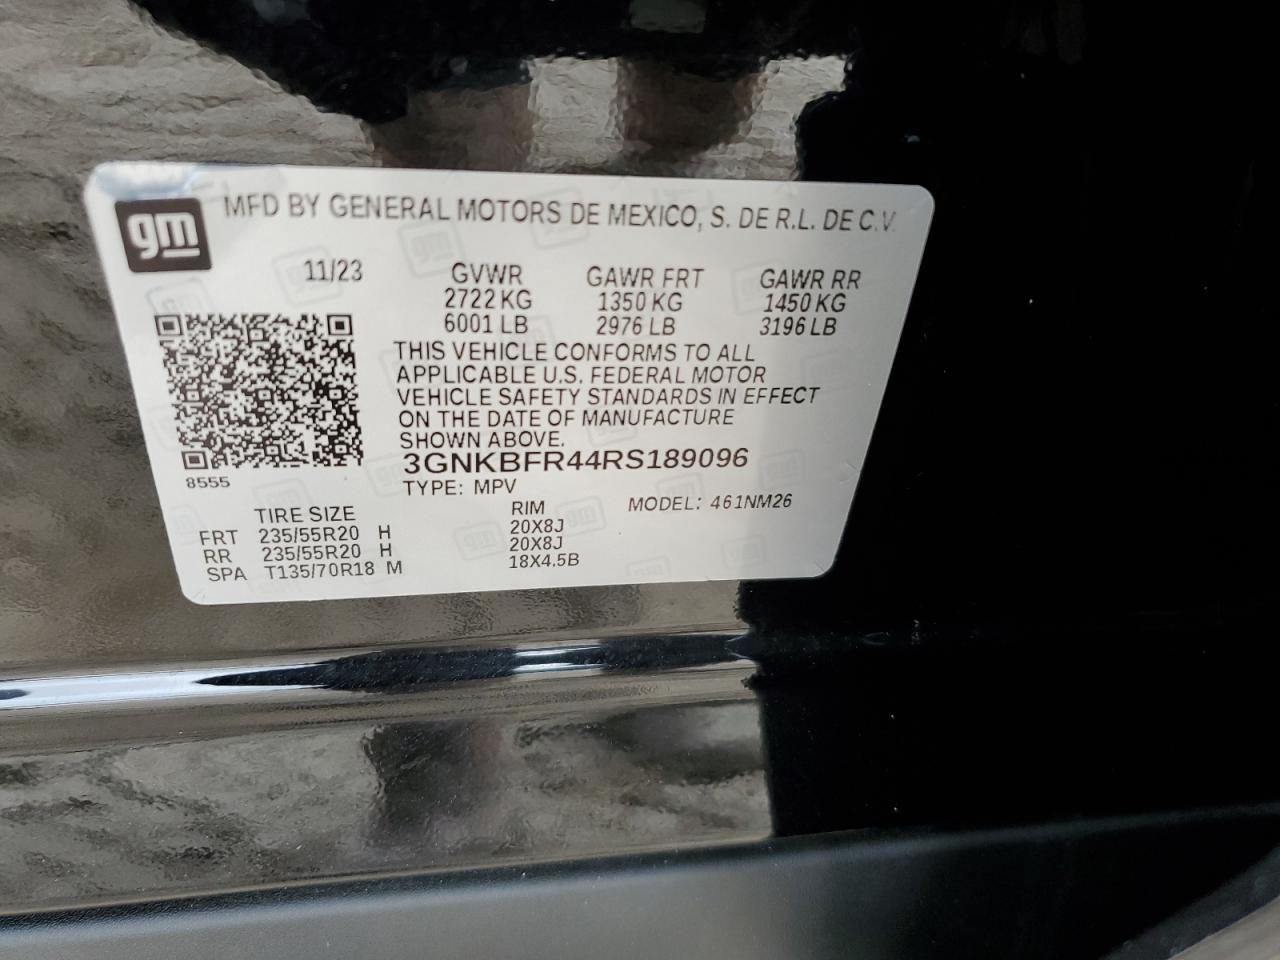 gm
MFD BY GENERAL MOTORS DE MEXICO, S. DE R.L. DE C.V.
11/23 GVWR GAWR FRT GAWR RR
2722 KG 1350 KG 1450 KG
6001 LB 2976 LB 3196 LB
THIS VEHICLE CONFORMS TO ALL
APPLICABLE U.S. FEDERAL MOTOR
VEHICLE SAFETY STANDARDS IN EFFECT
ON THE DATE OF MANUFACTURE
SHOWN ABOVE.
3GNKBFR44RS189096
8555
TYPE: MPV
TIRE SIZE RIM MODEL: 461NM26
FRT 235/55R20 H 20X8J
RR 235/55R20 H 20X8J
SPA T135/70R18 M 18X4.5B